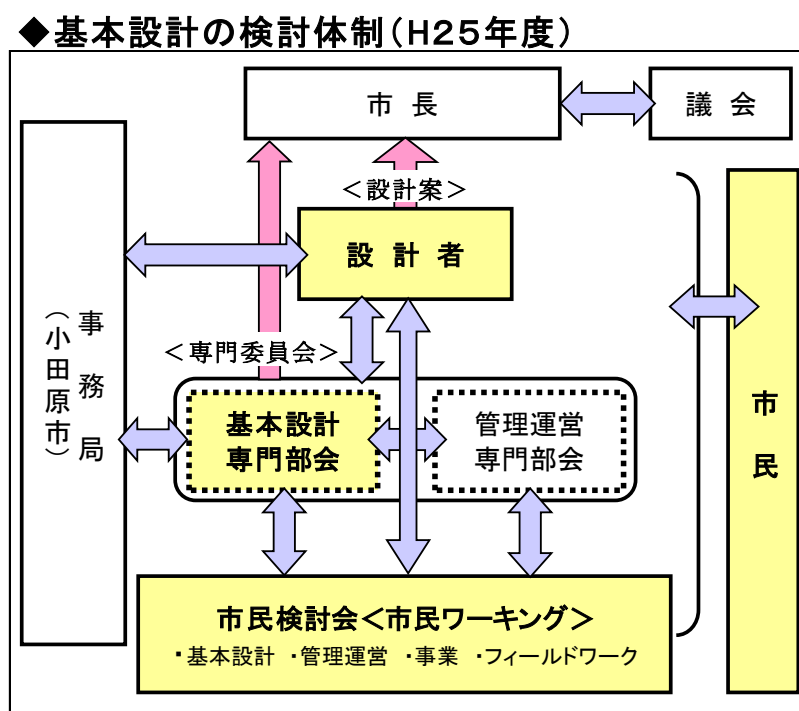 ◆基本設計の検討体制(H25年度)
市 長
議 会
<設計案>
設 計 者
事 務 局
(小田原市)
<専門委員会>
基本設計
専門部会
管理運営
専門部会
市 民
市民検討会<市民ワーキング>
・基本設計 ・管理運営 ・事業 ・フィールドワーク